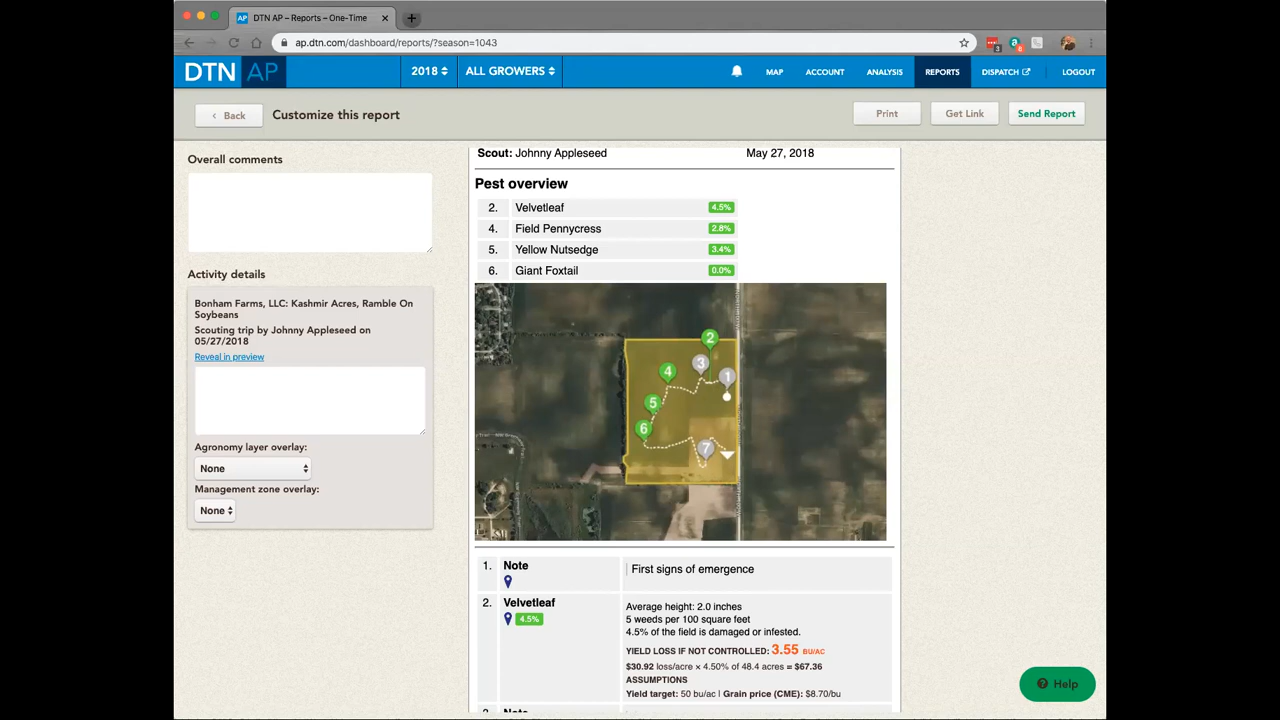 DTN AP – Reports – One-Time
ap.dtn.com/dashboard/reports/?season=1043
DTN AP 2018 ALL GROWERS MAP ACCOUNT ANALYSIS REPORTS DISPATCH LOGOUT
Back Customize this report Print Get Link Send Report
Overall comments
Activity details
Bonham Farms, LLC: Kashmir Acres, Ramble On
Soybeans
Scouting trip by Johnny Appleseed on
05/27/2018
Reveal in preview
Agronomy layer overlay:
None
Management zone overlay:
None
Scout: Johnny Appleseed May 27, 2018
Pest overview
2. Velvetleaf 4.5%
4. Field Pennycress 2.8%
5. Yellow Nutsedge 3.4%
6. Giant Foxtail 0.0%
2
3
4
1
5
6
7
1. Note First signs of emergence
2. Velvetleaf
4.5%
Average height: 2.0 inches
5 weeds per 100 square feet
4.5% of the field is damaged or infested.
YIELD LOSS IF NOT CONTROLLED: 3.55 BU/AC
$30.92 loss/acre × 4.50% of 48.4 acres = $67.36
ASSUMPTIONS
Yield target: 50 bu/ac | Grain price (CME): $8.70/bu
Help